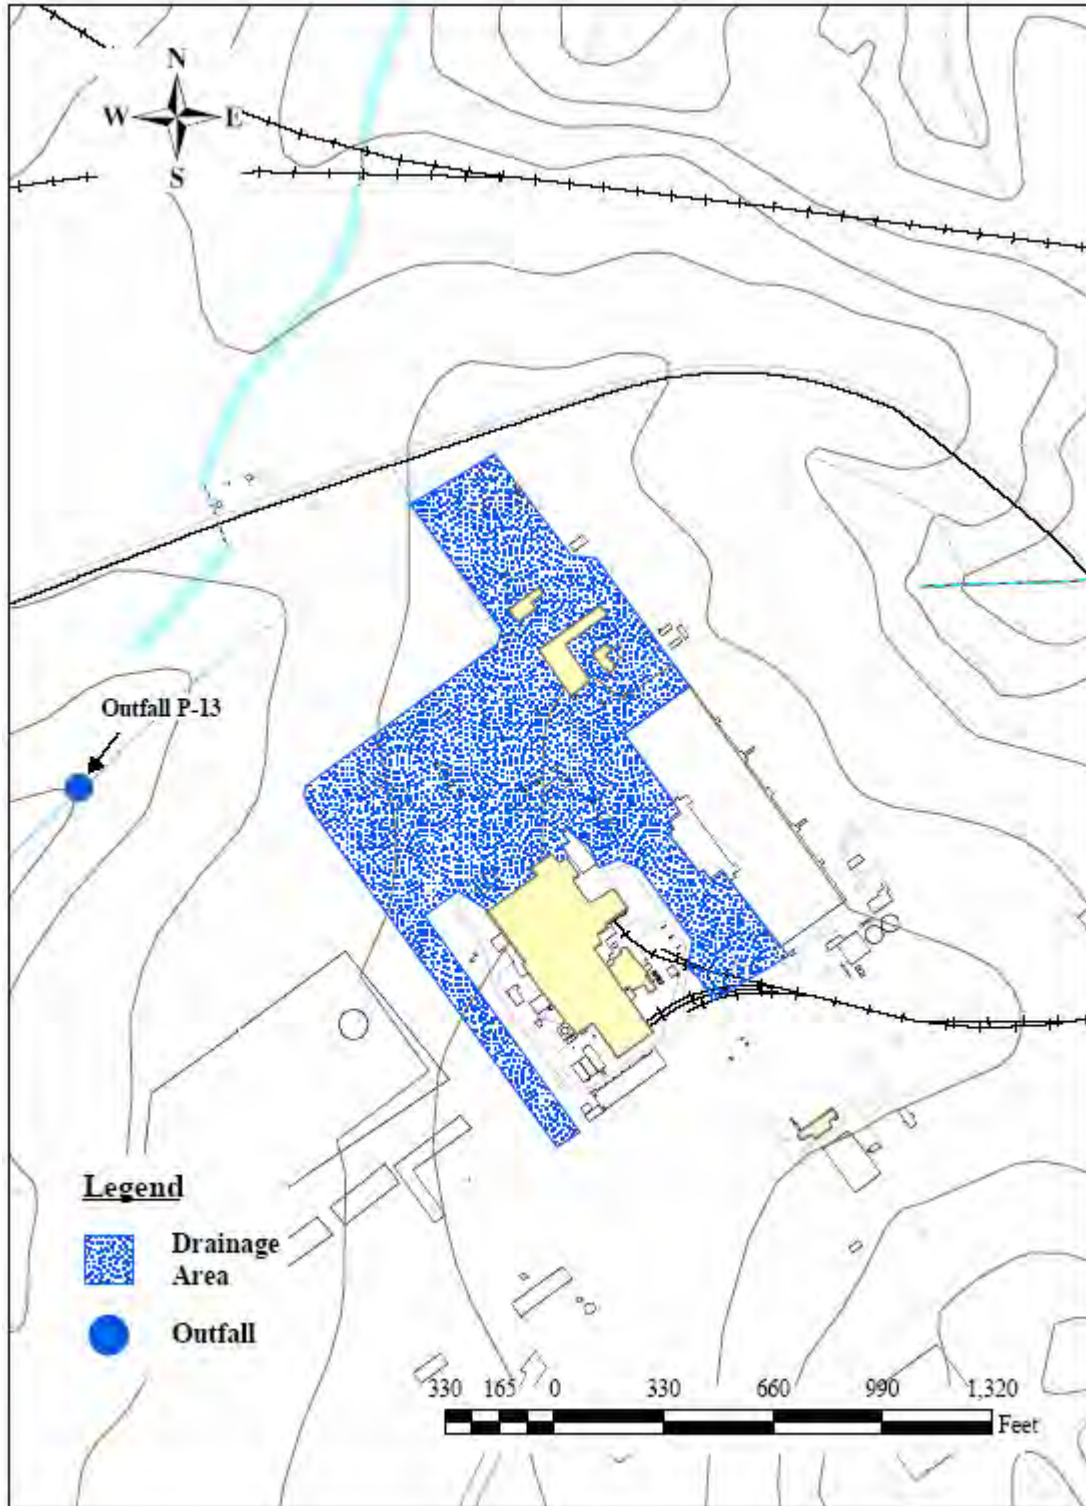 N
W E
S
Outfall P-13
Legend
Drainage
Area
Outfall
330 165 0 330 660 990 1,320
Feet